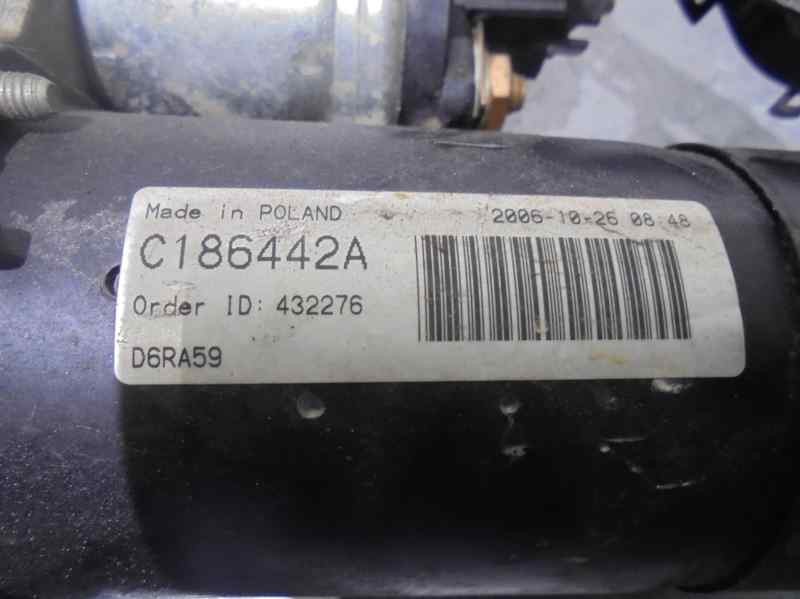 Made in POLAND 2006-10-26 08:48
C186442A
Order ID: 432276
D6RA59